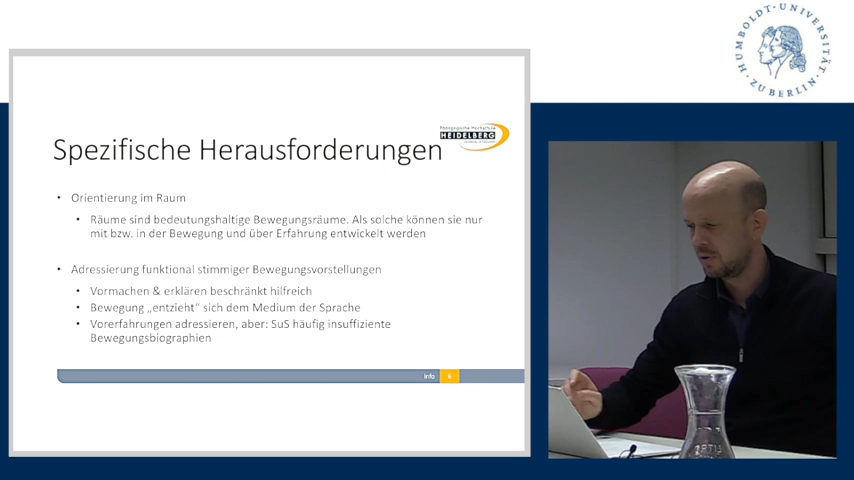 HUMBOLDT-UNIVERSITÄT
ZU BERLIN
Pädagogische Hochschule
HEIDELBERG
Spezifische Herausforderungen
• Orientierung im Raum
• Räume sind bedeutungshaltige Bewegungsräume. Als solche können sie nur
mit bzw. in der Bewegung und über Erfahrung entwickelt werden
• Adressierung funktional stimmiger Bewegungsvorstellungen
• Vormachen & erklären beschränkt hilfreich
• Bewegung „entzieht“ sich dem Medium der Sprache
• Vorerfahrungen adressieren, aber: SuS häufig insuffiziente
Bewegungsbiographien
info 6